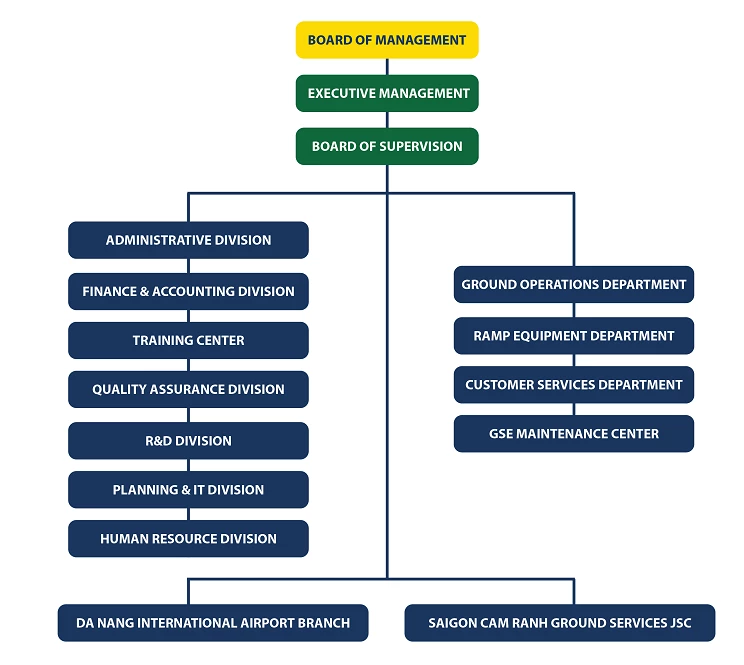 BOARD OF MANAGEMENT
EXECUTIVE MANAGEMENT
BOARD OF SUPERVISION
ADMINISTRATIVE DIVISION
FINANCE & ACCOUNTING DIVISION
TRAINING CENTER
QUALITY ASSURANCE DIVISION
R&D DIVISION
PLANNING & IT DIVISION
HUMAN RESOURCE DIVISION
GROUND OPERATIONS DEPARTMENT
RAMP EQUIPMENT DEPARTMENT
CUSTOMER SERVICES DEPARTMENT
GSE MAINTENANCE CENTER
DA NANG INTERNATIONAL AIRPORT BRANCH
SAIGON CAM RANH GROUND SERVICES JSC